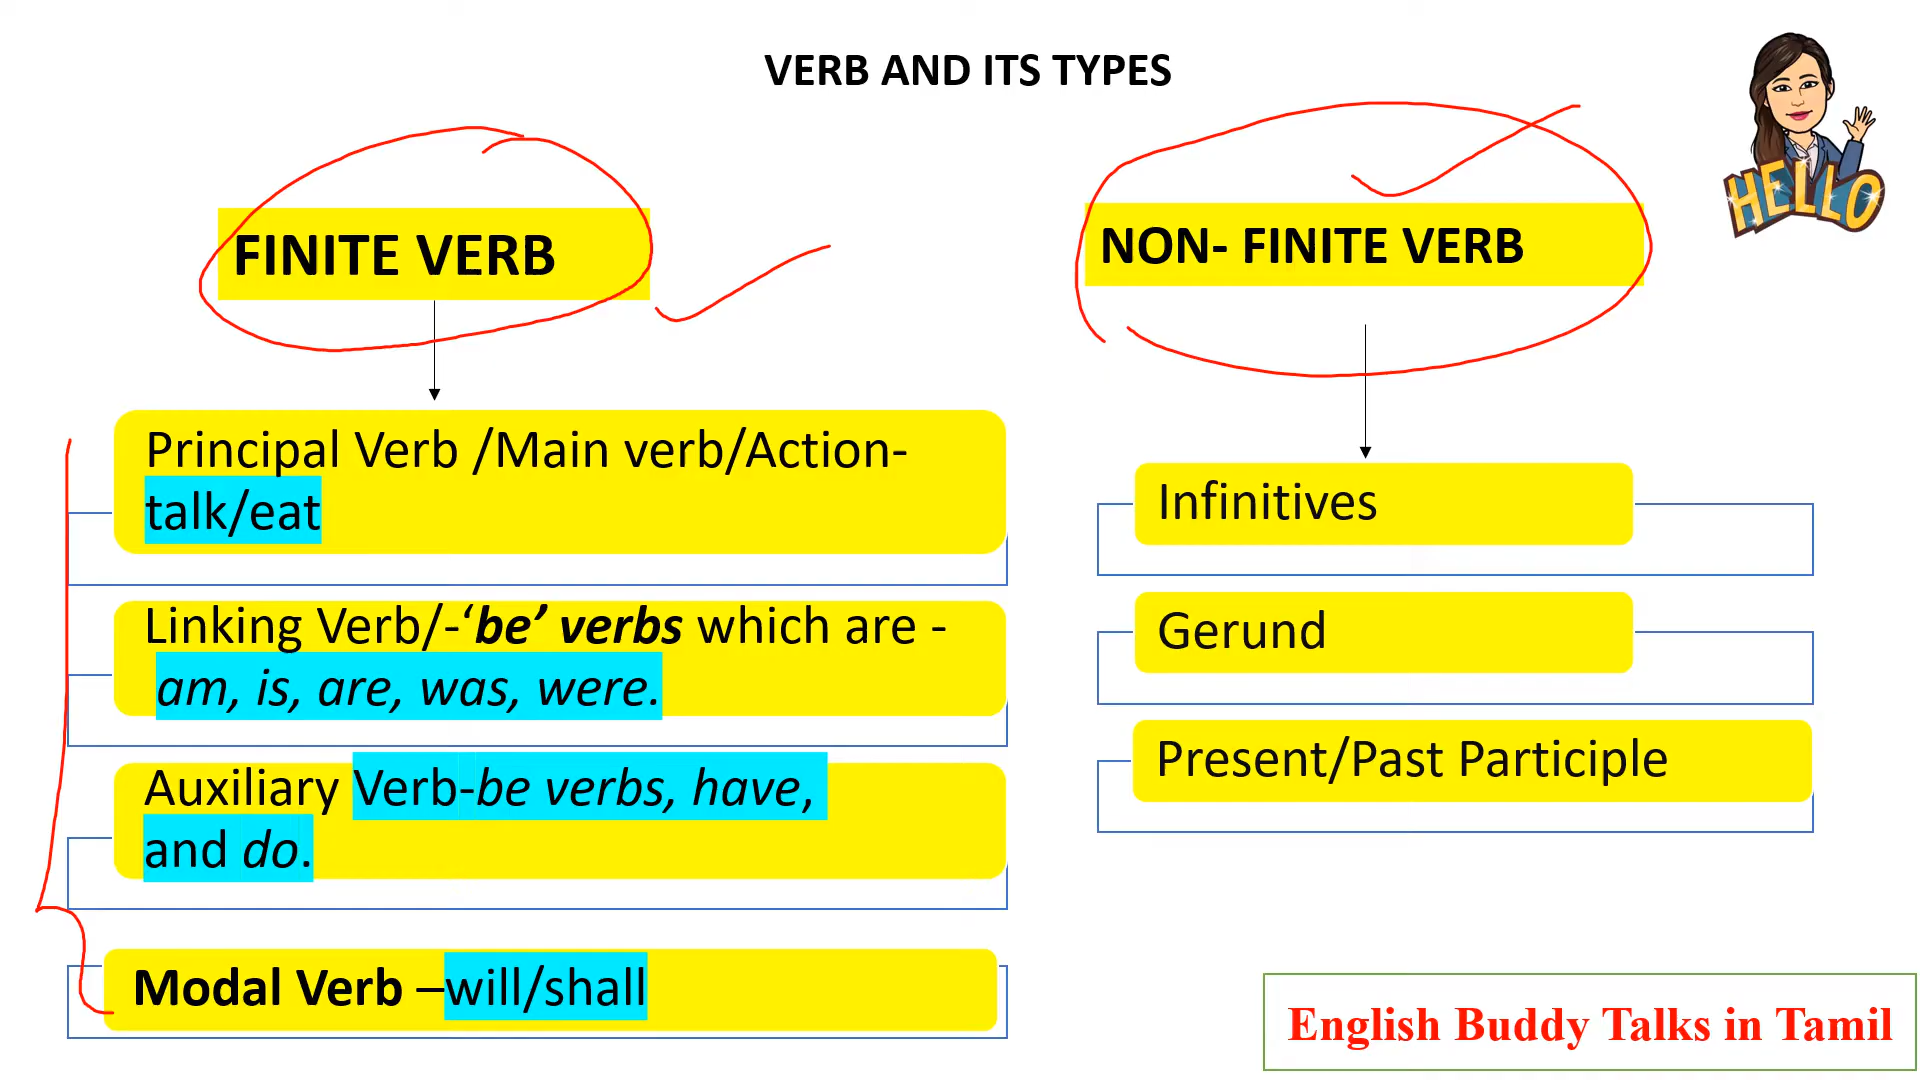 VERB AND ITS TYPES
HELLO
FINITE VERB
NON- FINITE VERB
Principal Verb /Main verb/Action-
talk/eat
Linking Verb/-‘be’ verbs which are -
am, is, are, was, were.
Auxiliary Verb-be verbs, have,
and do.
Modal Verb –will/shall
Infinitives
Gerund
Present/Past Participle
English Buddy Talks in Tamil